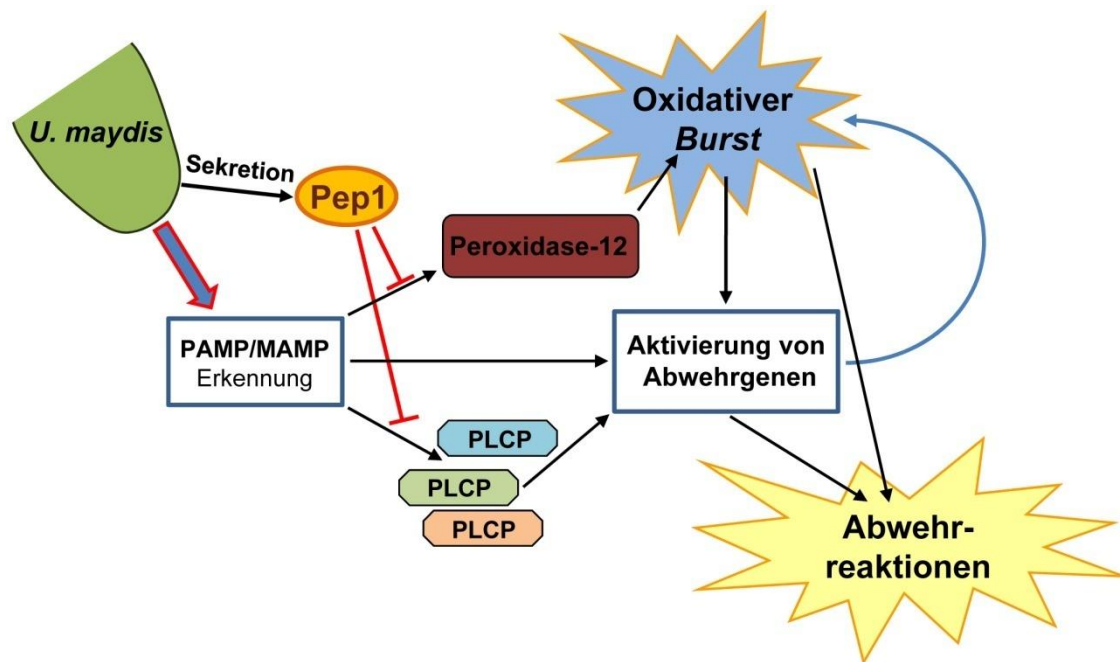 U. maydis
Sekretion
Pep1
Oxidativer
Burst
Peroxidase-12
PAMP/MAMP
Erkennung
Aktivierung von
Abwehrgenen
PLCP
PLCP
PLCP
Abwehr-
reaktionen